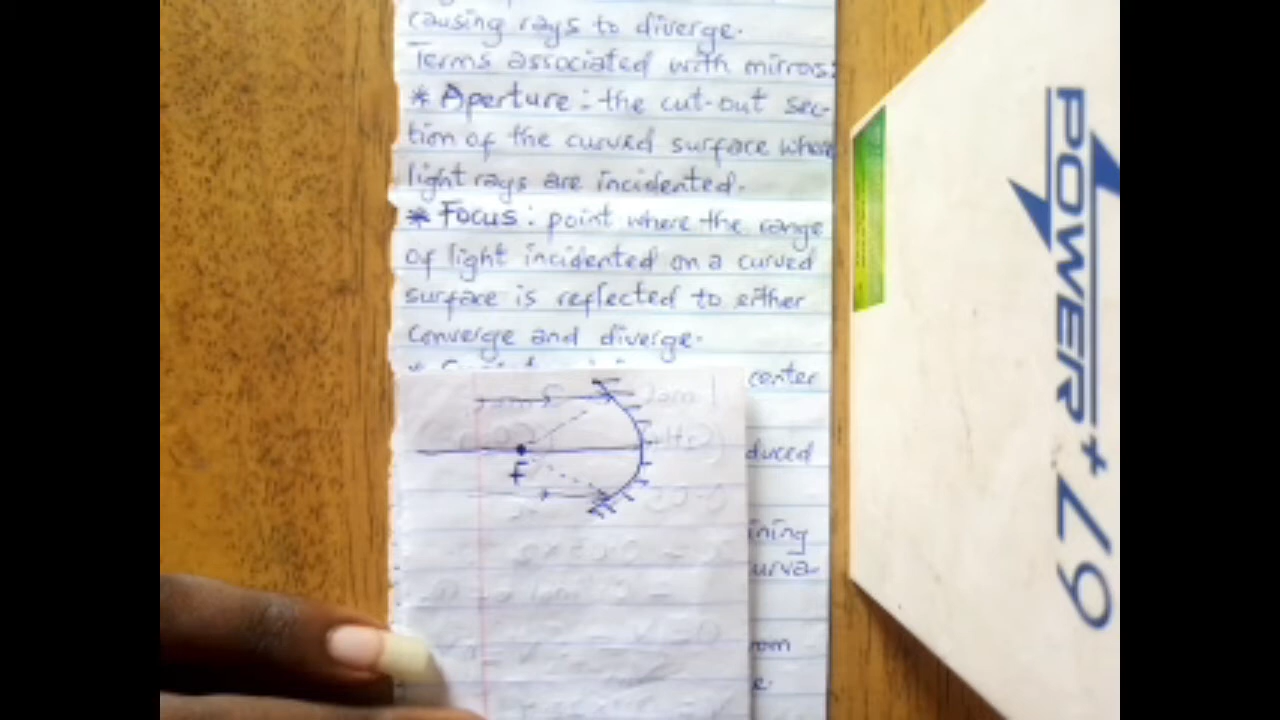 causing rays to diverge.
Terms associated with mirrors:
* Aperture: the cut-out sec-
tion of the curved surface where
light rays are incidented.
* Focus: point where the range
of light incidented on a curved
surface is reflected to either
converge and diverge.
center
duced
F
ining
urva-
rom
e.
POWER+ L9